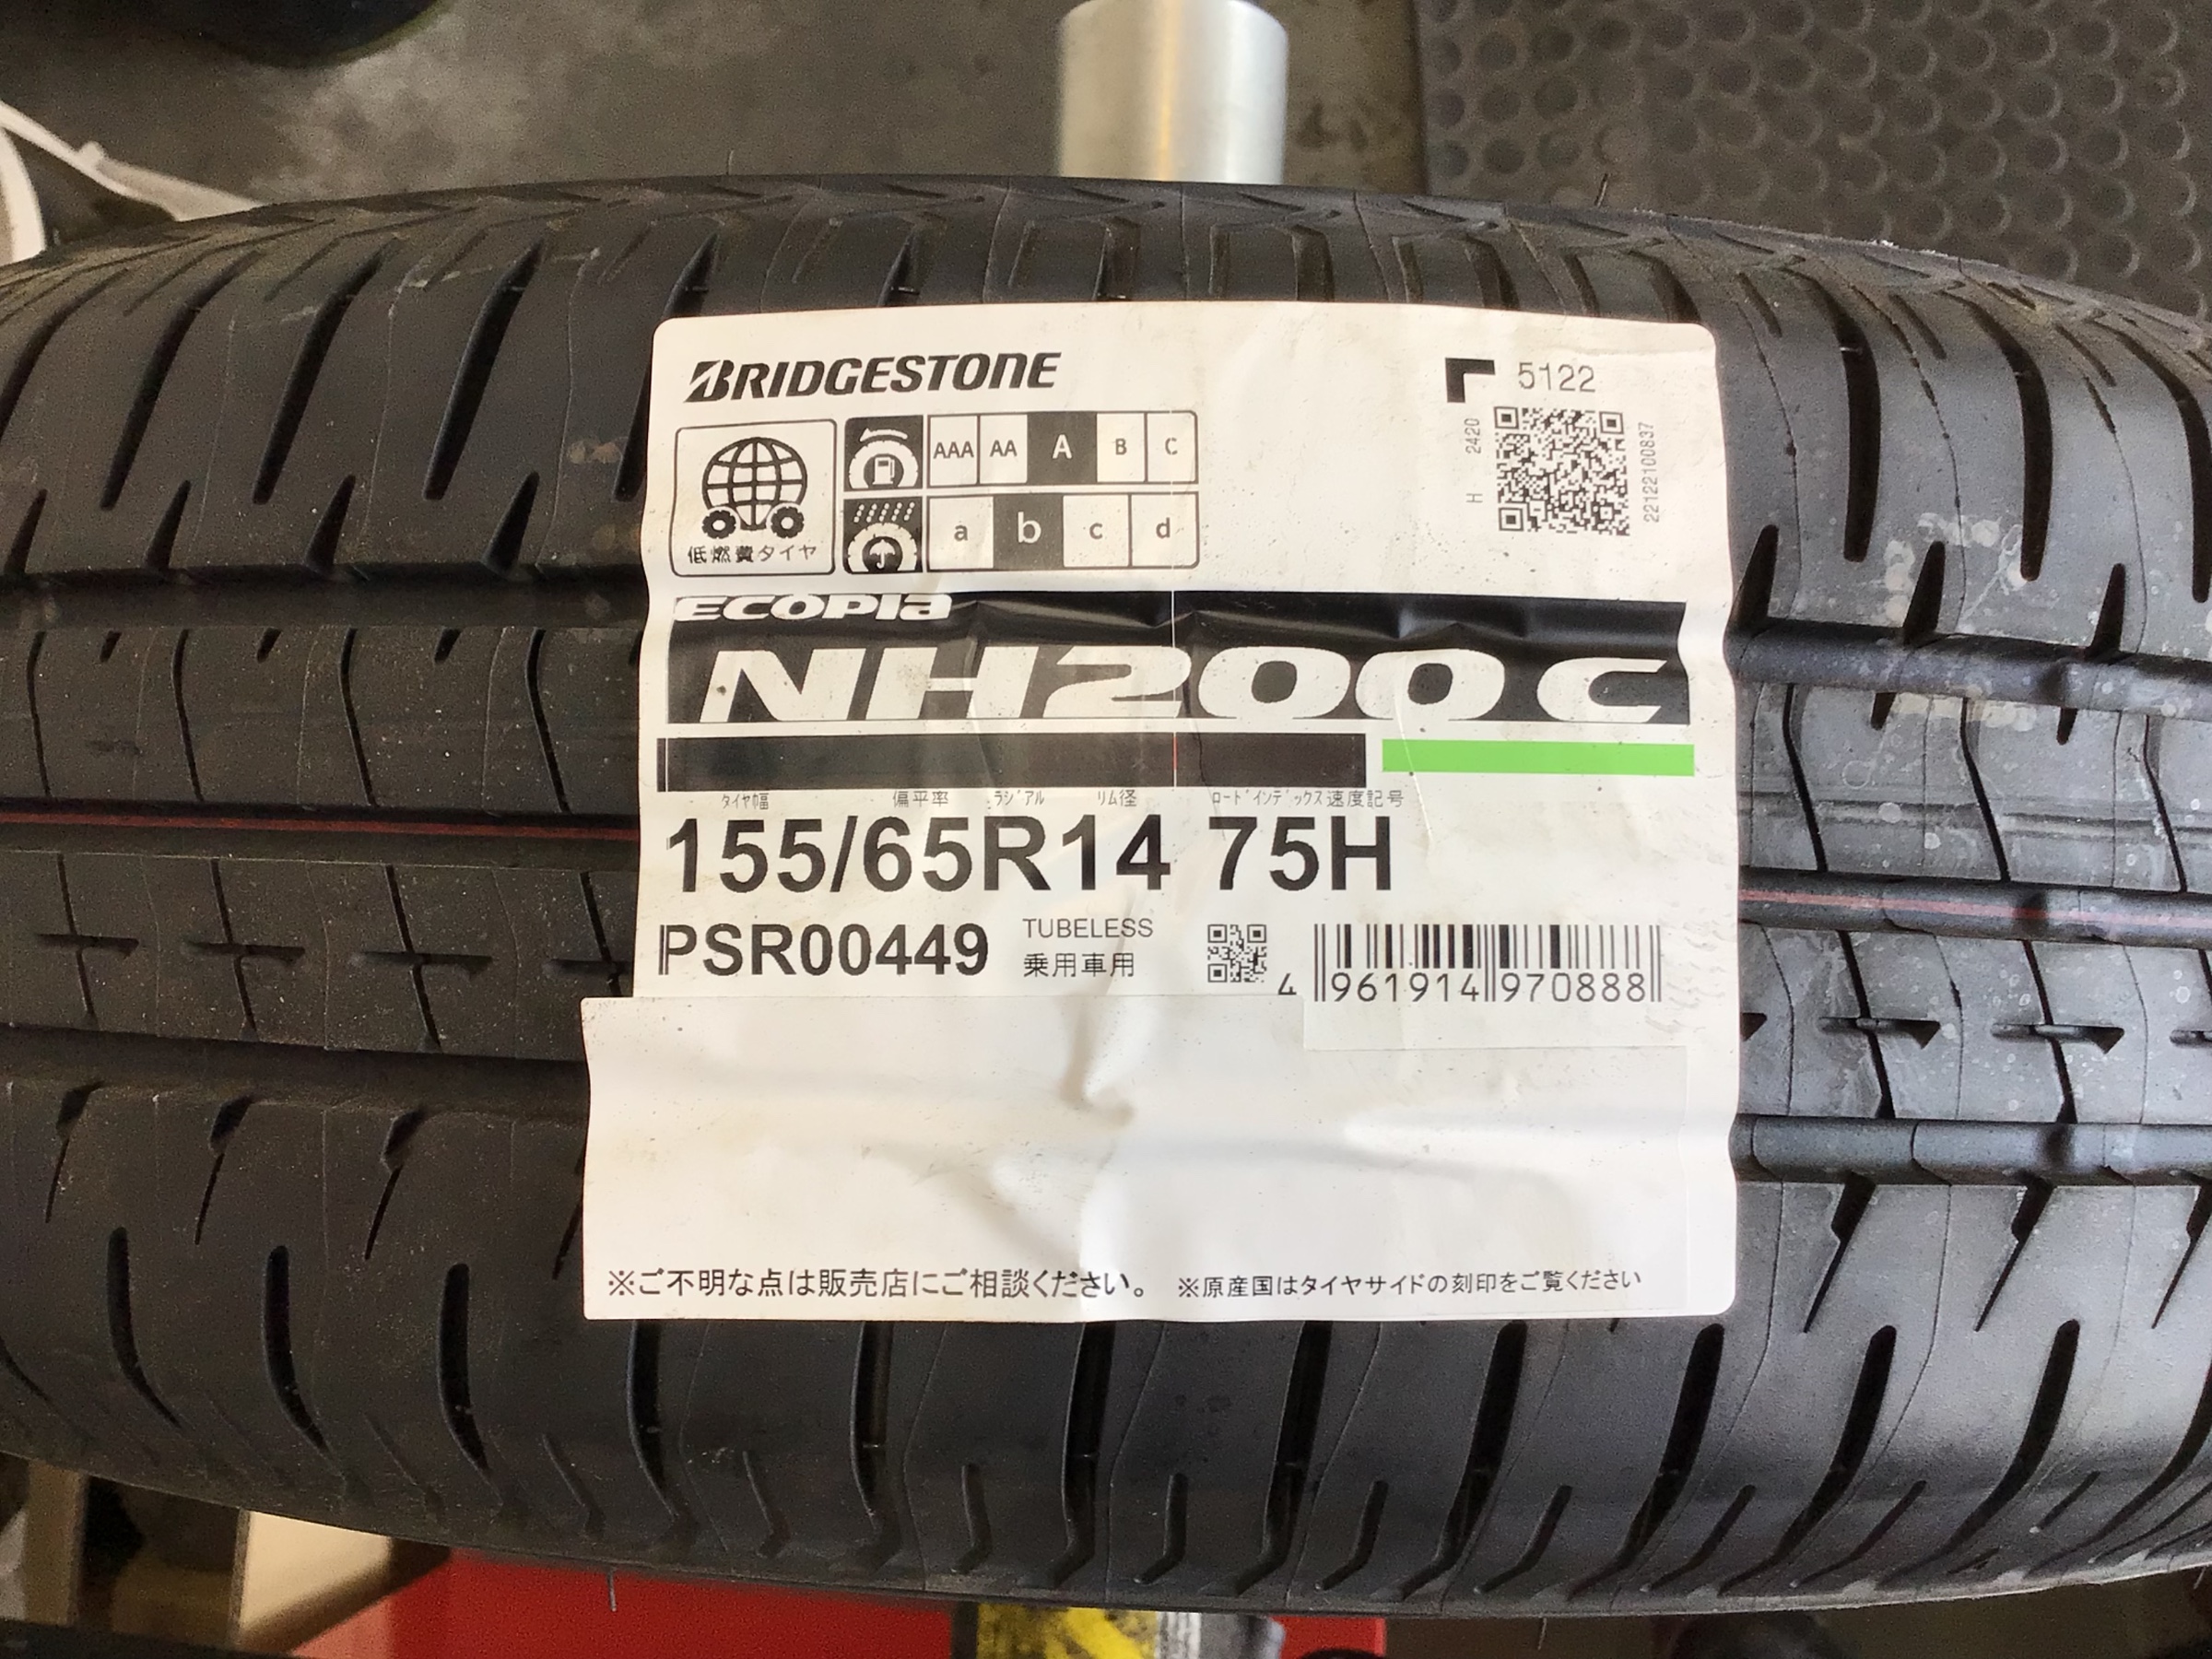 BRIDGESTONE
5122
H 2420
221221100837
低燃費タイヤ
AAA AA A B C
a b c d
ECOPIA
NH200 C
タイヤ幅 偏平率 ラジアル リム径 ロードインデックス 速度記号
155/65R14 75H
PSR00449
TUBELESS
乗用車用
4 961914 970888
※ご不明な点は販売店にご相談ください。 ※原産国はタイヤサイドの刻印をご覧ください